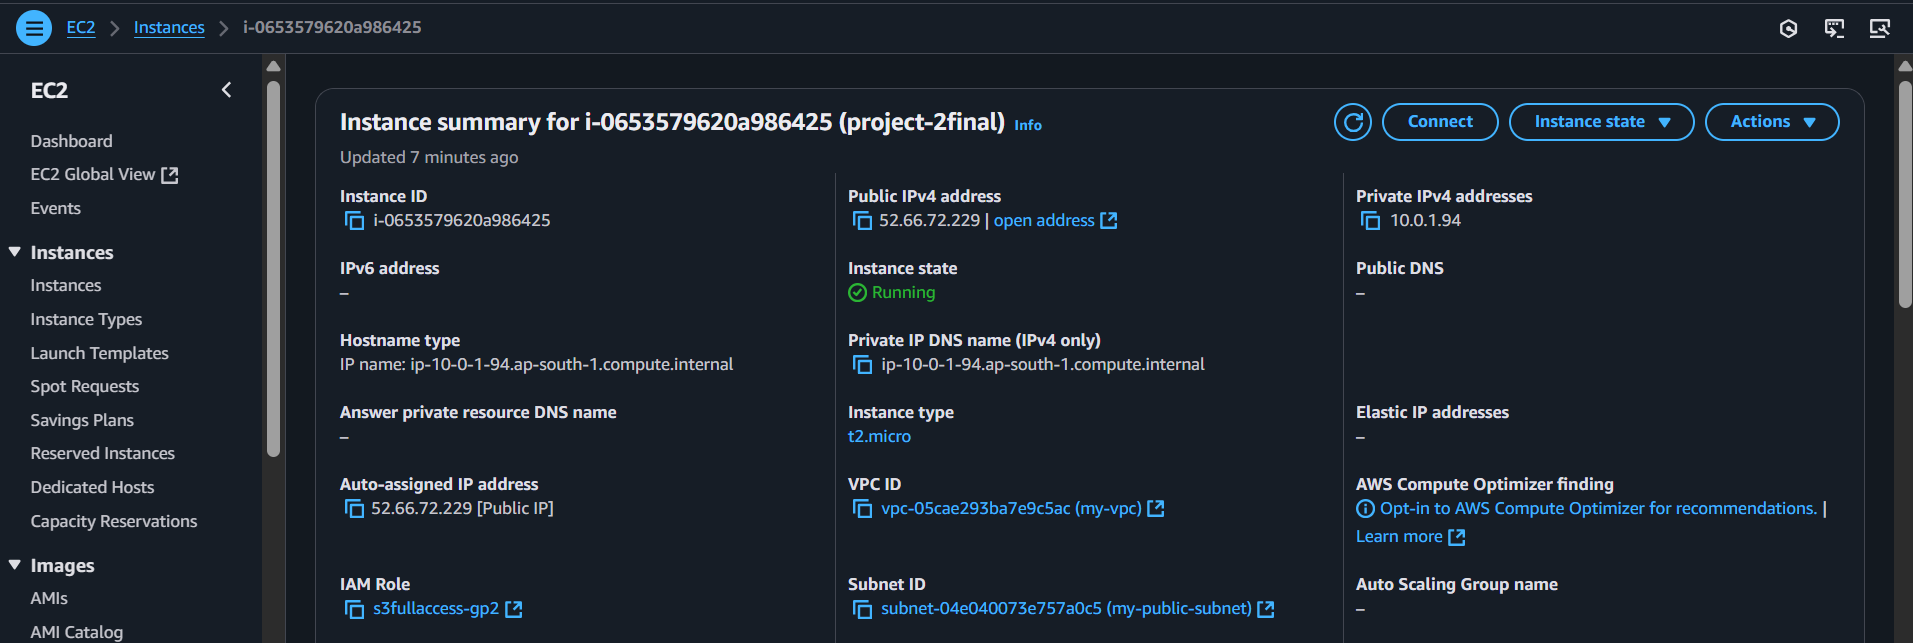 EC2 > Instances > i-0653579620a986425
EC2
Dashboard
EC2 Global View
Events
Instances
Instances
Instance Types
Launch Templates
Spot Requests
Savings Plans
Reserved Instances
Dedicated Hosts
Capacity Reservations
Images
AMIs
AMI Catalog
Instance summary for i-0653579620a986425 (project-2final) Info
Connect
Instance state
Actions
Updated 7 minutes ago
Instance ID
i-0653579620a986425
Public IPv4 address
52.66.72.229 | open address
Private IPv4 addresses
10.0.1.94
IPv6 address
–
Instance state
Running
Public DNS
–
Hostname type
IP name: ip-10-0-1-94.ap-south-1.compute.internal
Private IP DNS name (IPv4 only)
ip-10-0-1-94.ap-south-1.compute.internal
Answer private resource DNS name
–
Instance type
t2.micro
Elastic IP addresses
–
Auto-assigned IP address
52.66.72.229 [Public IP]
VPC ID
vpc-05cae293ba7e9c5ac (my-vpc)
AWS Compute Optimizer finding
Opt-in to AWS Compute Optimizer for recommendations. |
Learn more
IAM Role
s3fullaccess-gp2
Subnet ID
subnet-04e040073e757a0c5 (my-public-subnet)
Auto Scaling Group name
–